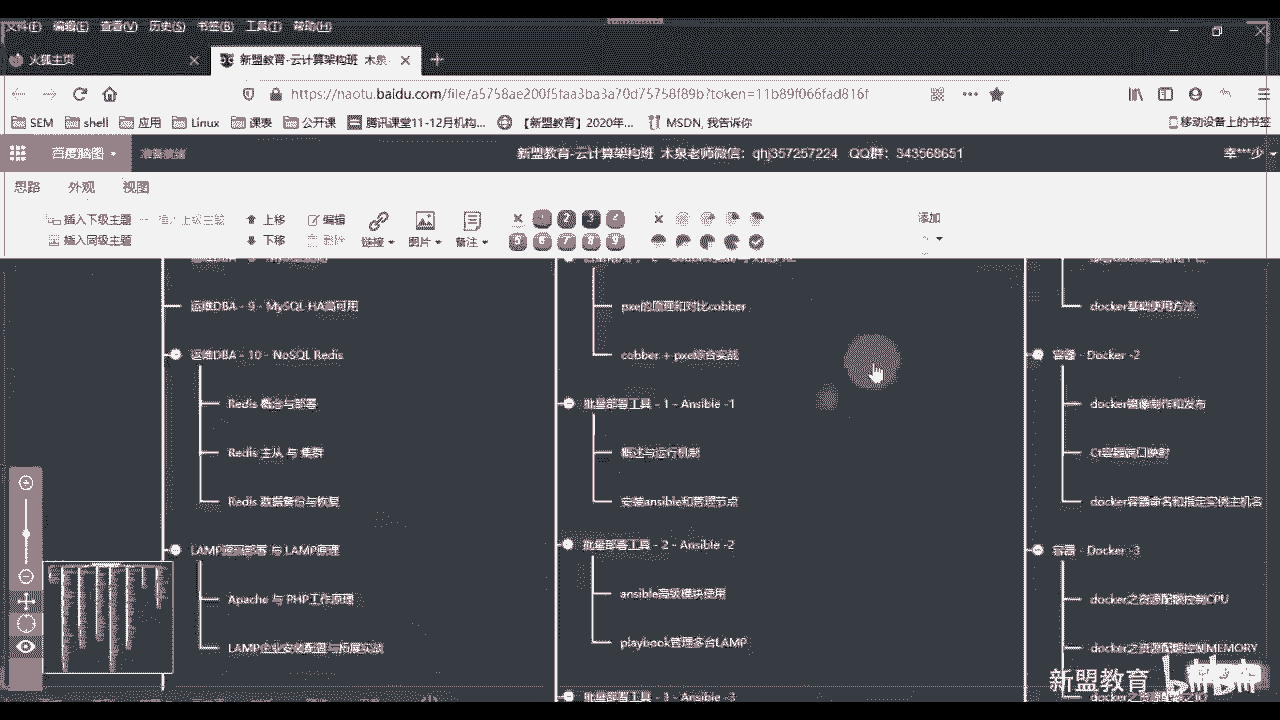 文件(F) 编辑(E) 查看(V) 历史(S) 书签(B) 工具(T) 帮助(H)
火狐主页
新盟教育-云计算架构班 木泉
https://naotu.baidu.com/file/a5758ae200f5faa3ba3a70d75758f89b?token=11b89f066fad816f
SEM shell 应用 Linux 课表 公开课 腾讯课堂11-12月机构... 【新盟教育】2020年... MSDN, 我告诉你 移动设备上的书签
百度脑图
新盟教育-云计算架构班 木泉老师微信：qhj357257224 QQ群：343568651
李***少
思路 外观 视图
插入下级主题 插入上级主题 上移 编辑
插入同级主题 下移 删除 链接 图片 备注
1 2 3 4
5 6 7 8 9
添加
运维DBA - 9 - MySQL HA高可用
运维DBA - 10 - NoSQL Redis
Redis 概念与部署
Redis 主从 与 集群
Redis 数据备份与恢复
LAMP与 LAMP原理
Apache 与 PHP工作原理
LAMP企业安装配置与拓展实战
pxe的原理和对比cobber
cobber + pxe综合实战
批量部署工具 - 1 - Ansible -1
概述与运行机制
安装ansible和管理节点
批量部署工具 - 2 - Ansible -2
ansible高级模块使用
playbook管理多台LAMP
批量部署工具 - 3 - Ansible -3
docker基础使用方法
容器 - Docker -2
docker镜像制作和发布
Ct容器端口映射
docker容器命名和指定实例主机名
容器 - Docker -3
docker之资源配额控制CPU
docker之资源配额控制MEMORY
新盟教育 bilibili